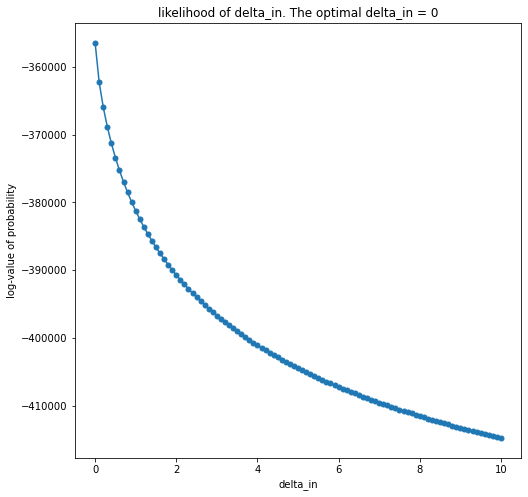 likelihood of delta_in. The optimal delta_in = 0
log-value of probability
−360000
−370000
−380000
−390000
−400000
−410000
0 2 4 6 8 10
delta_in